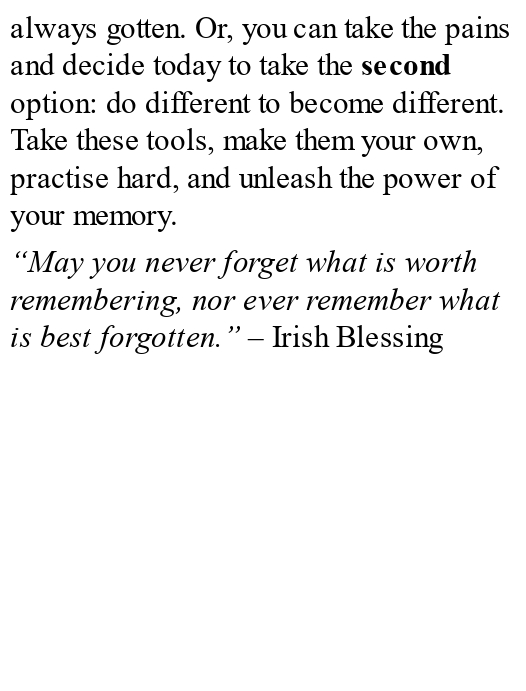 always gotten. Or, you can take the pains
and decide today to take the second
option: do different to become different.
Take these tools, make them your own,
practise hard, and unleash the power of
your memory.
“May you never forget what is worth
remembering, nor ever remember what
is best forgotten.” – Irish Blessing